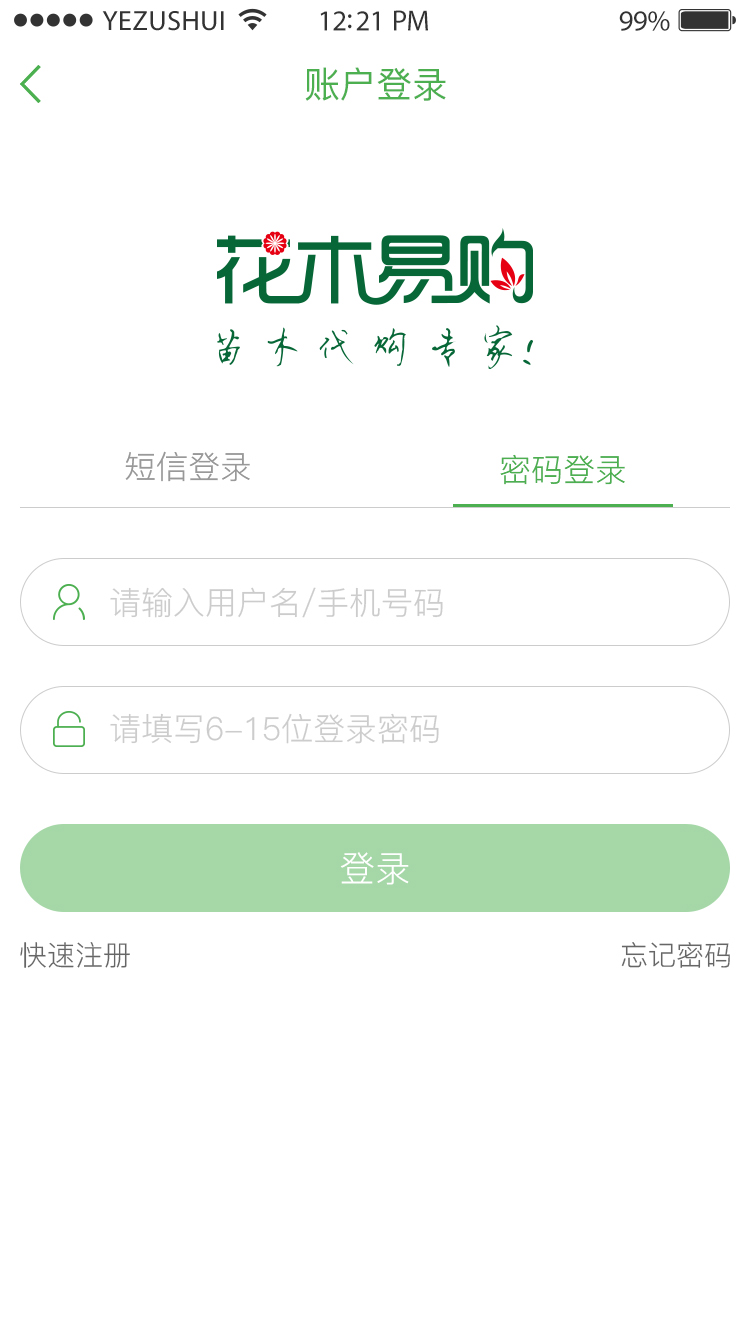 YEZUSHUI 12:21 PM 99%
账户登录
花木易购
苗木代购专家!
短信登录 密码登录
请输入用户名/手机号码
请填写6-15位登录密码
登录
快速注册 忘记密码